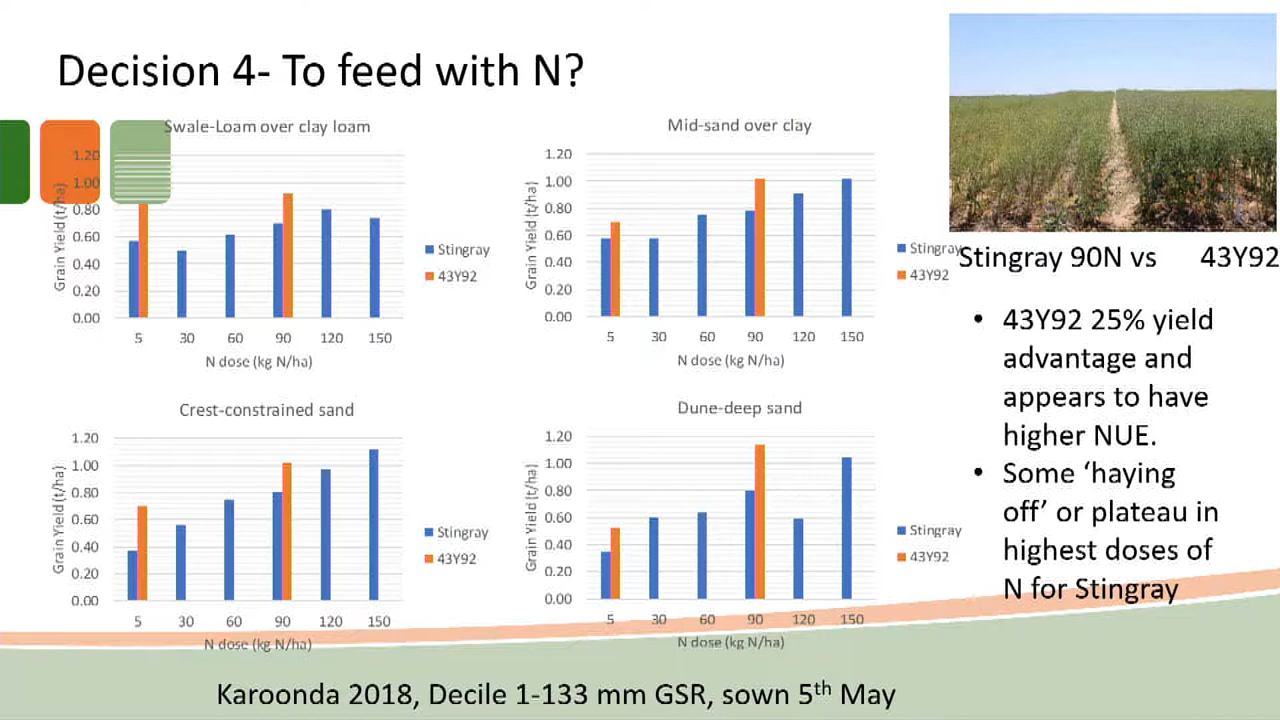 Decision 4- To feed with N?
Swale-Loam over clay loam
1.20
1.00
0.80
0.60
0.40
0.20
0.00
Grain Yield (t/ha)
5 30 60 90 120 150
N dose (kg N/ha)
Stingray
43Y92
Mid-sand over clay
1.20
1.00
0.80
0.60
0.40
0.20
0.00
Grain Yield (t/ha)
5 30 60 90 120 150
N dose (kg N/ha)
Stingray
43Y92
Crest-constrained sand
1.20
1.00
0.80
0.60
0.40
0.20
0.00
Grain Yield (t/ha)
5 30 60 90 120 150
N dose (kg N/ha)
Stingray
43Y92
Dune-deep sand
1.20
1.00
0.80
0.60
0.40
0.20
0.00
Grain Yield (t/ha)
5 30 60 90 120 150
N dose (kg N/ha)
Stingray
43Y92
Stingray 90N vs 43Y92
• 43Y92 25% yield
advantage and
appears to have
higher NUE.
• Some ‘haying
off’ or plateau in
highest doses of
N for Stingray
Karoonda 2018, Decile 1-133 mm GSR, sown 5th May